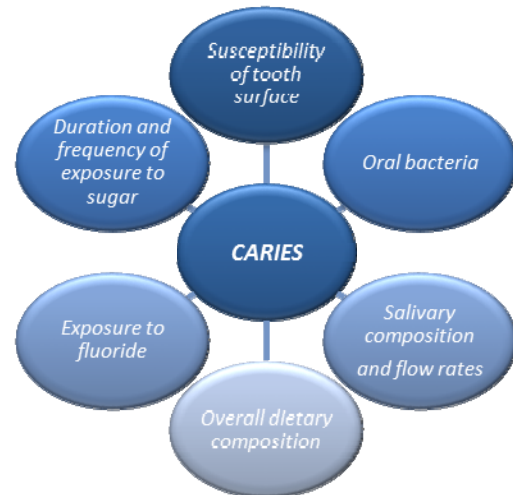 Susceptibility
of tooth
surface
Oral bacteria
Salivary
composition
and flow rates
Overall dietary
composition
Exposure to
fluoride
Duration and
frequency of
exposure to
sugar
CARIES